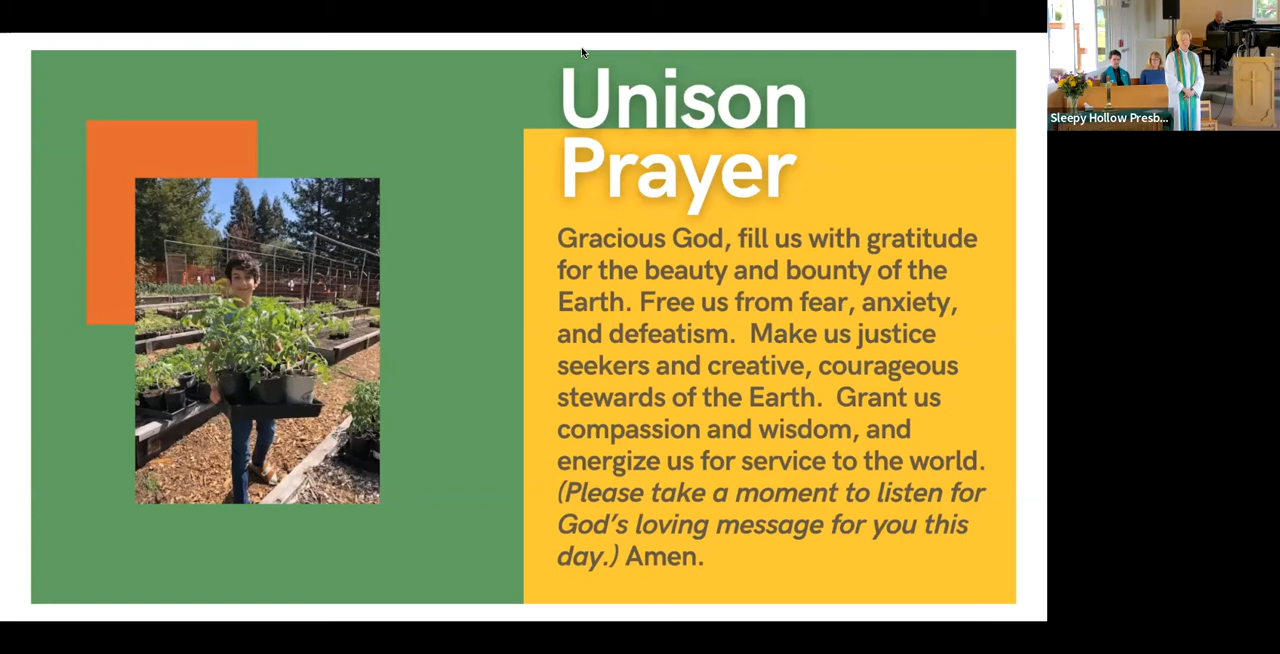 Unison
Prayer
Gracious God, fill us with gratitude
for the beauty and bounty of the
Earth. Free us from fear, anxiety,
and defeatism.  Make us justice
seekers and creative, courageous
stewards of the Earth.  Grant us
compassion and wisdom, and
energize us for service to the world.
(Please take a moment to listen for
God’s loving message for you this
day.) Amen.
Sleepy Hollow Presb...